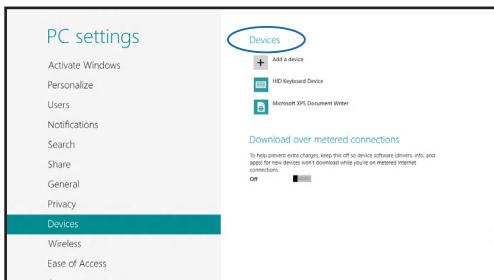 PC settings
Activate Windows
Personalize
Users
Notifications
Search
Share
General
Privacy
Devices
Wireless
Ease of Access
Devices
Add a device
HID Keyboard Device
Microsoft XPS Document Writer
Download over metered connections
To help prevent extra charges, keep this off so device software (drivers, info, and
apps) for new devices won't download while you're on metered Internet
connections.
Off